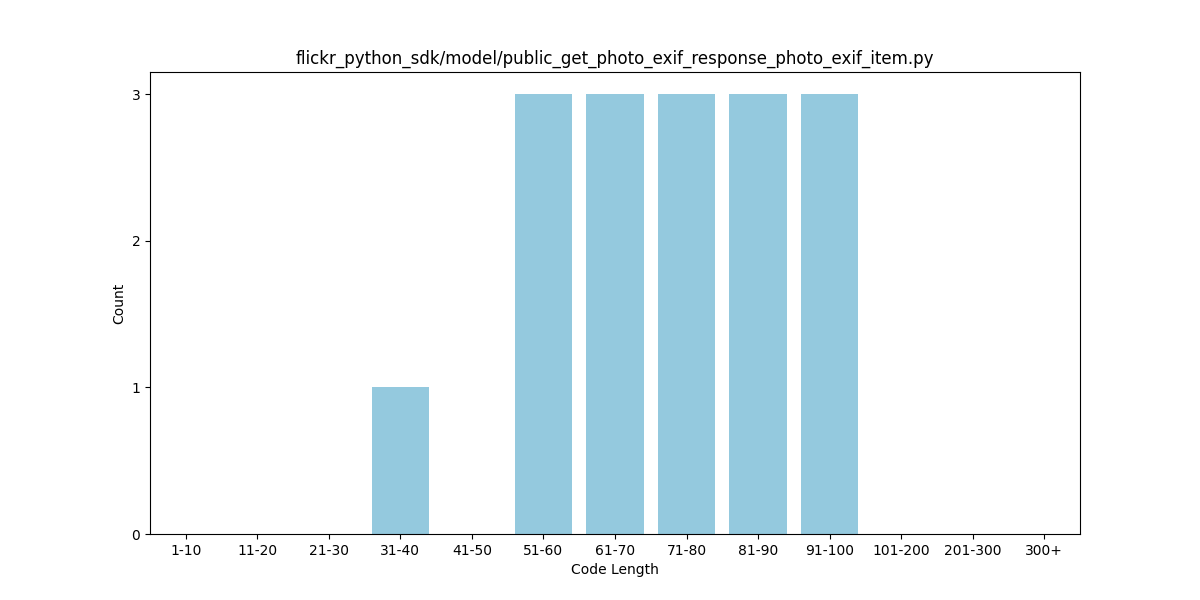 flickr_python_sdk/model/public_get_photo_exif_response_photo_exif_item.py
3
2
1
0
Count
1-10 11-20 21-30 31-40 41-50 51-60 61-70 71-80 81-90 91-100 101-200 201-300 300+
Code Length